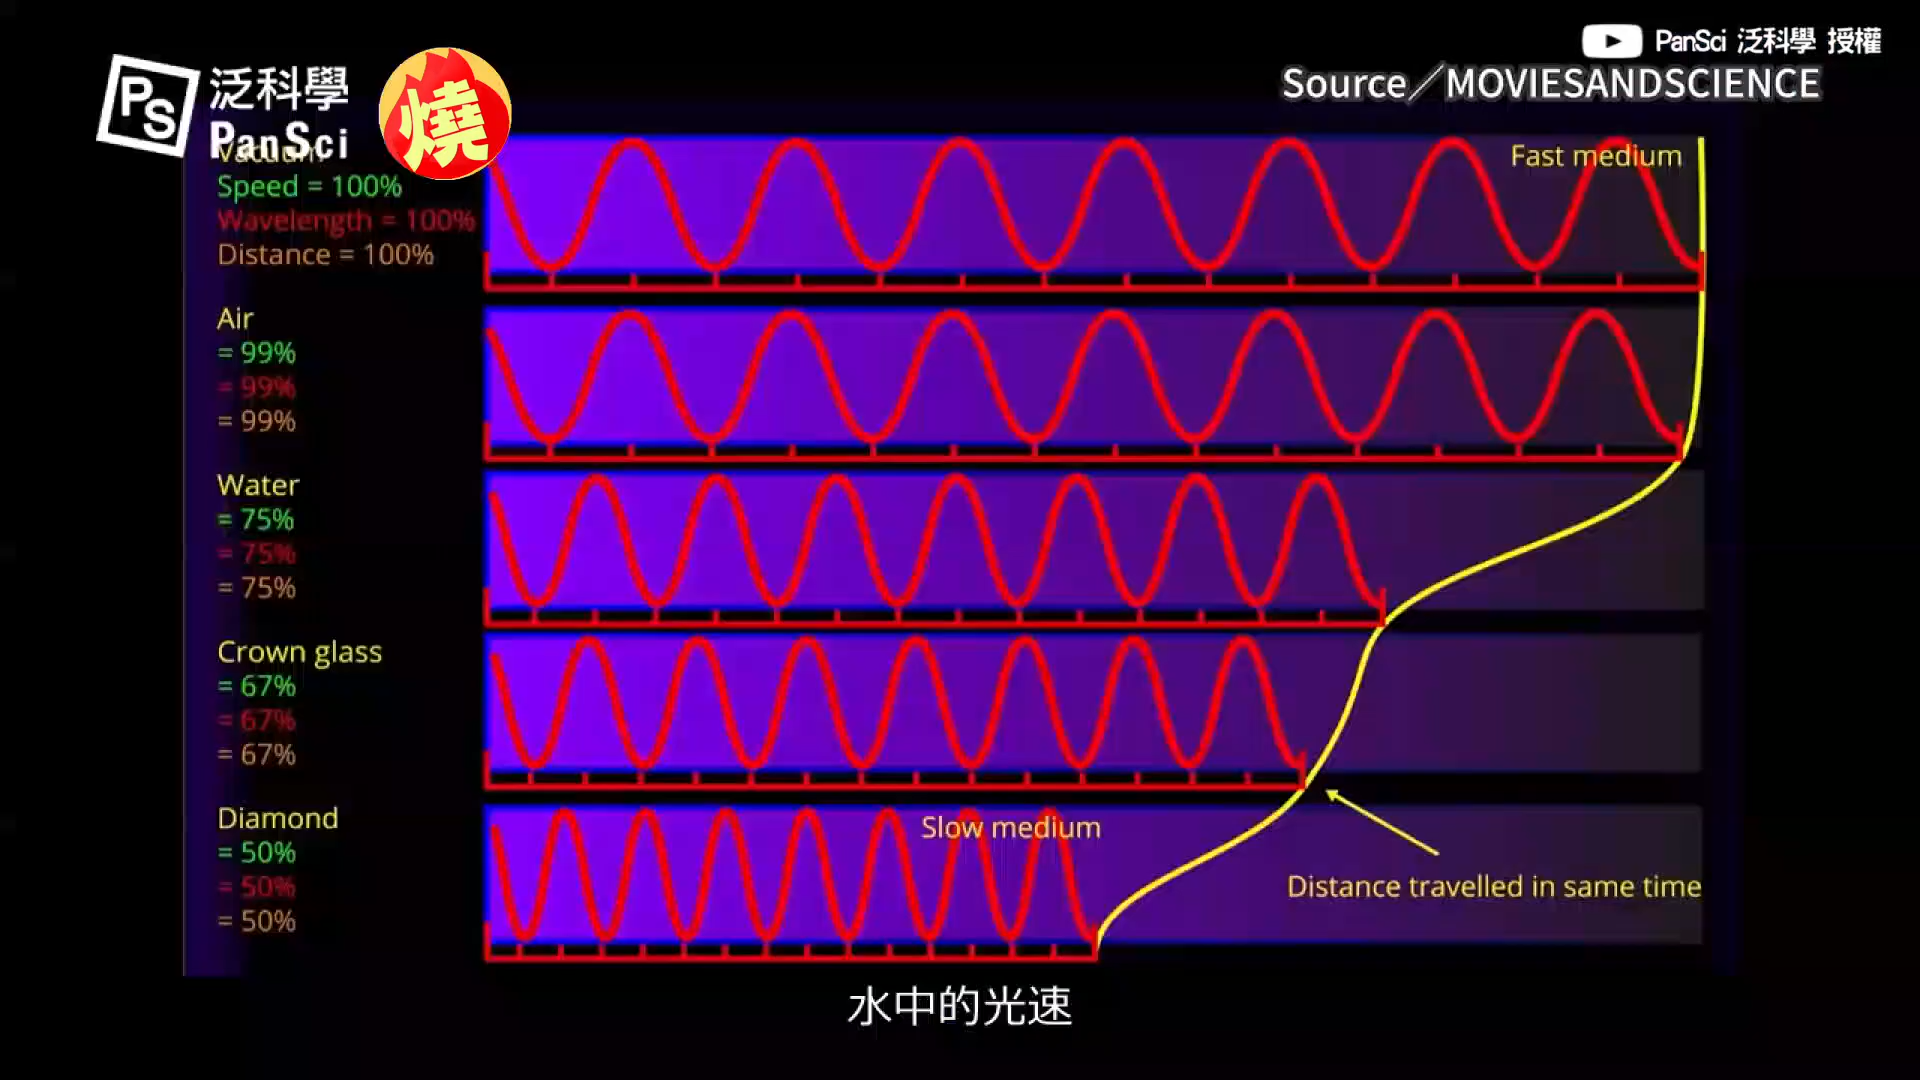 PanSci 泛科學 授權
Source／MOVIESANDSCIENCE
PS
泛科學
PanSci
燒
Vacuum
Speed = 100%
Wavelength = 100%
Distance = 100%
Fast medium
Air
= 99%
= 99%
= 99%
Water
= 75%
= 75%
= 75%
Crown glass
= 67%
= 67%
= 67%
Diamond
= 50%
= 50%
= 50%
Slow medium
Distance travelled in same time
水中的光速